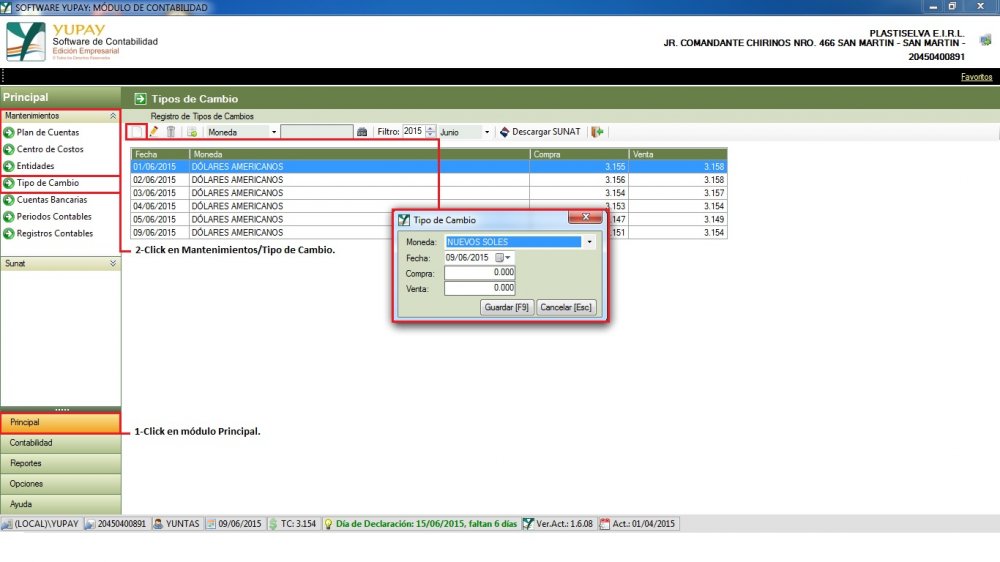 SOFTWARE YUPAY: MÓDULO DE CONTABILIDAD
YUPAY
Software de Contabilidad
Edición Empresarial
PLASTISELVA E.I.R.L.
JR. COMANDANTE CHIRINOS NRO. 466 SAN MARTIN - SAN MARTIN -
20450400891
Favoritos
Principal
Tipos de Cambio
Mantenimientos
Registro de Tipos de Cambios
Plan de Cuentas
Moneda
Filtro: 2015 Junio
Descargar SUNAT
Centro de Costos
Entidades
Tipo de Cambio
Cuentas Bancarias
Periodos Contables
Registros Contables
Fecha Moneda Compra Venta
01/06/2015 DÓLARES AMERICANOS 3.155 3.158
02/06/2015 DÓLARES AMERICANOS 3.156 3.158
03/06/2015 DÓLARES AMERICANOS 3.154 3.157
04/06/2015 DÓLARES AMERICANOS 3.153 3.154
05/06/2015 DÓLARES AMERICANOS .147 3.149
09/06/2015 DÓLARES AMERICANOS .151 3.154
2-Click en Mantenimientos/Tipo de Cambio.
Tipo de Cambio
Moneda: NUEVOS SOLES
Fecha: 09/06/2015
Compra: 0.000
Venta: 0.000
Guardar [F9] Cancelar [Esc]
Sunat
Principal
1-Click en módulo Principal.
Contabilidad
Reportes
Opciones
Ayuda
(LOCAL)\YUPAY 20450400891 YUNTAS 09/06/2015 TC: 3.154 Día de Declaración: 15/06/2015, faltan 6 días Ver.Act.: 1.6.08 Act.: 01/04/2015